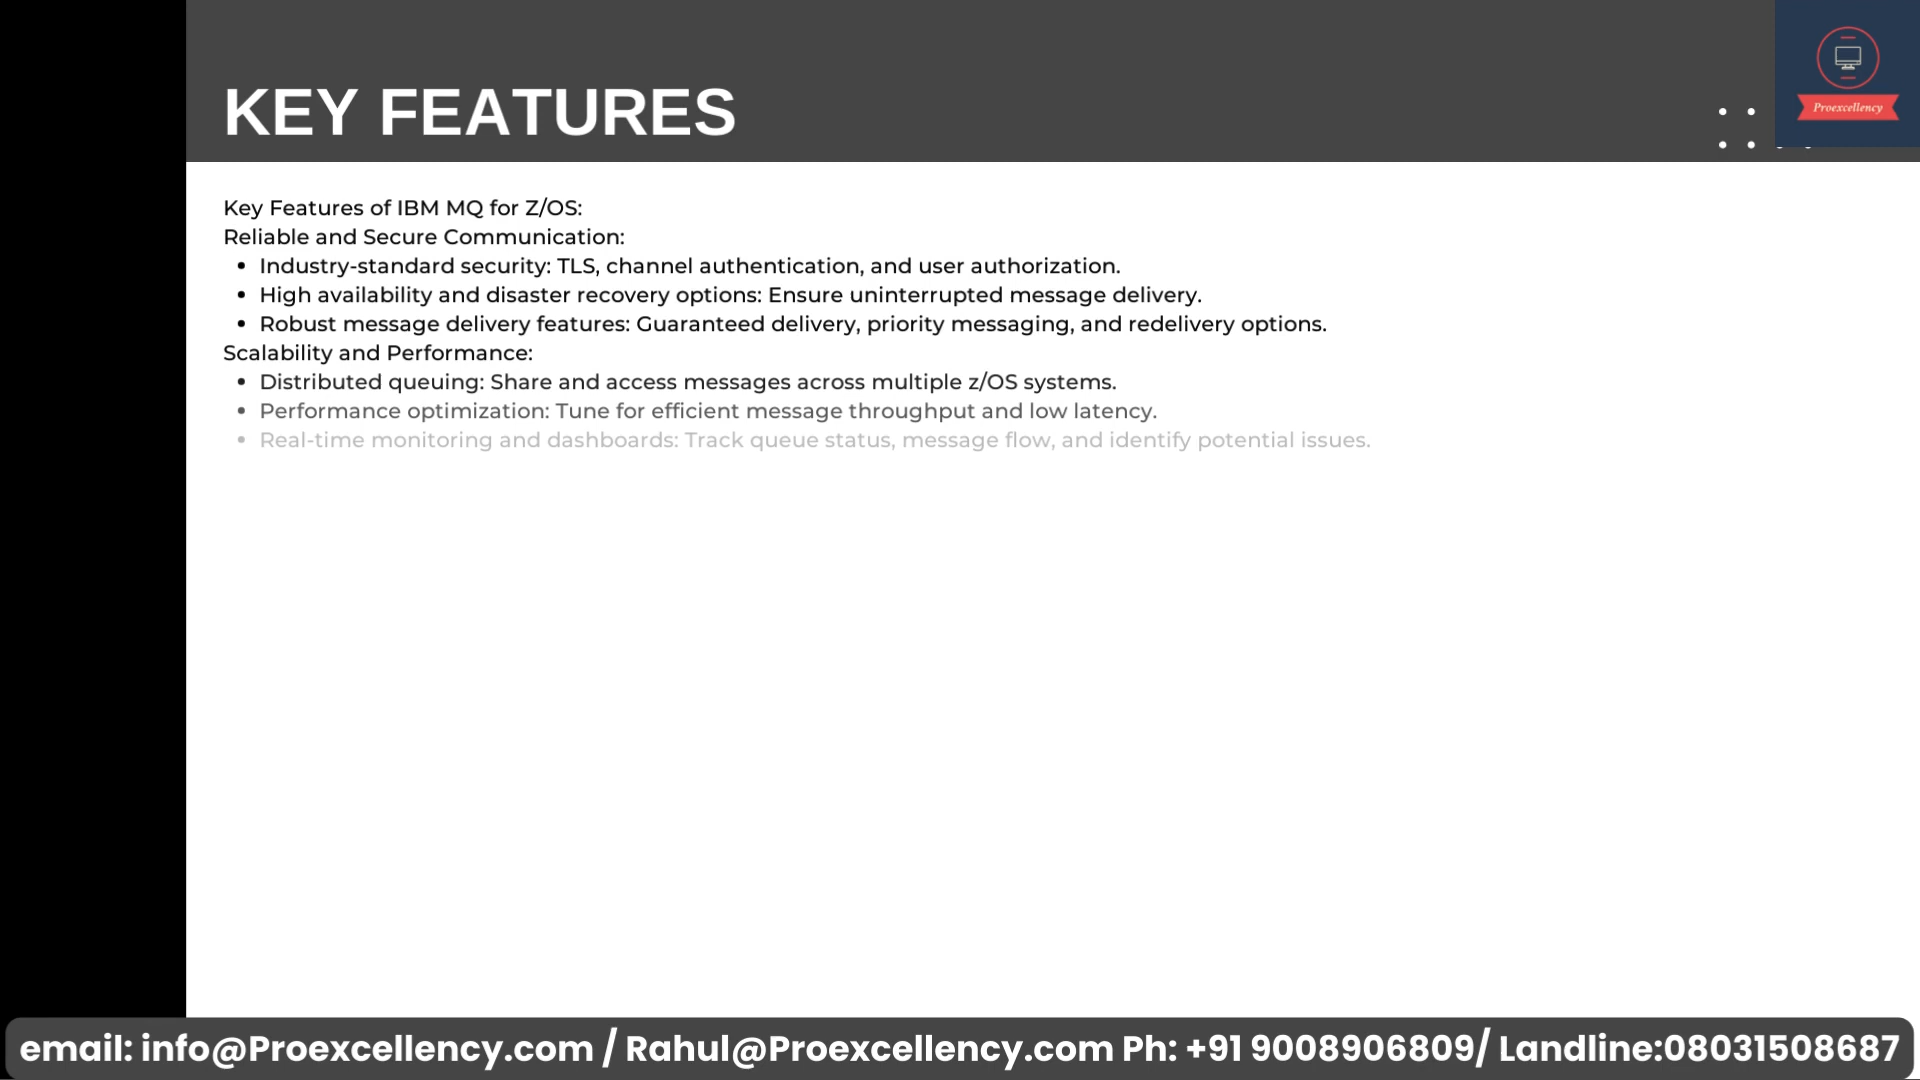 KEY FEATURES
Proexcellency
Key Features of IBM MQ for Z/OS:
Reliable and Secure Communication:
• Industry-standard security: TLS, channel authentication, and user authorization.
• High availability and disaster recovery options: Ensure uninterrupted message delivery.
• Robust message delivery features: Guaranteed delivery, priority messaging, and redelivery options.
Scalability and Performance:
• Distributed queuing: Share and access messages across multiple z/OS systems.
• Performance optimization: Tune for efficient message throughput and low latency.
• Real-time monitoring and dashboards: Track queue status, message flow, and identify potential issues.
email: info@Proexcellency.com / Rahul@Proexcellency.com Ph: +91 9008906809/ Landline:08031508687